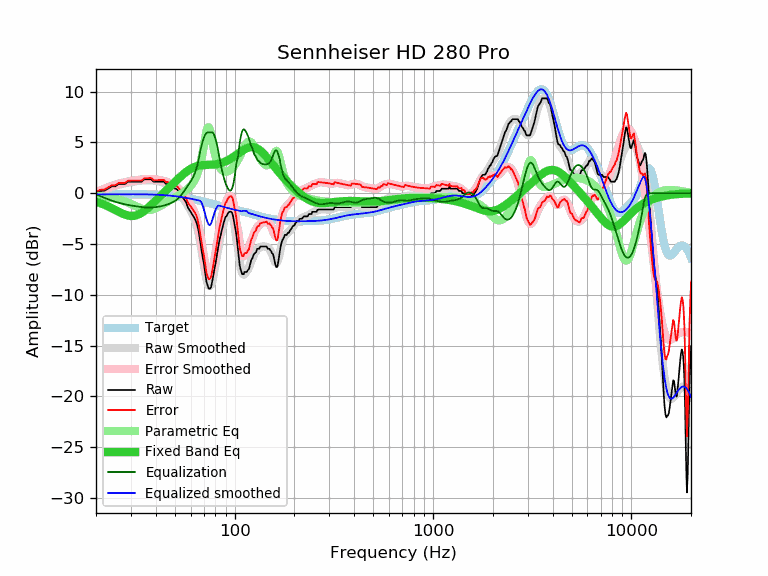 Sennheiser HD 280 Pro
10
5
0
−5
−10
−15
−20
−25
−30
Amplitude (dBr)
Target
Raw Smoothed
Error Smoothed
Raw
Error
Parametric Eq
Fixed Band Eq
Equalization
Equalized smoothed
100 1000 10000
Frequency (Hz)